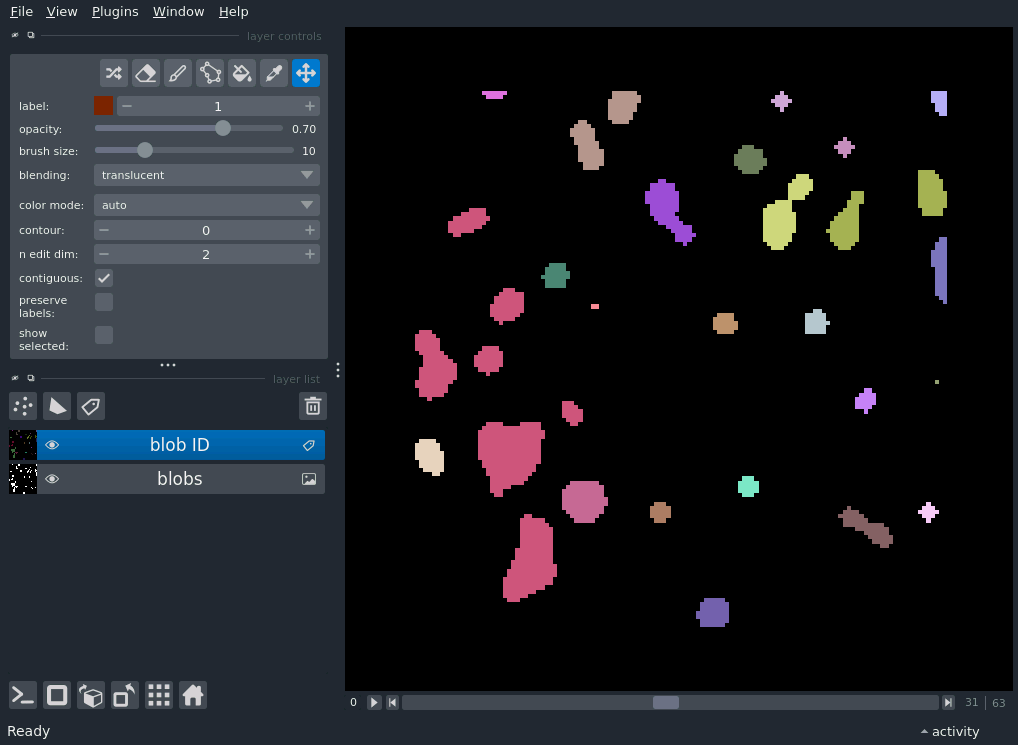 File View Plugins Window Help
layer controls
label: 1
opacity: 0.70
brush size: 10
blending: translucent
color mode: auto
contour: 0
n edit dim: 2
contiguous:
preserve
labels:
show
selected:
layer list
blob ID
blobs
0 31 | 63
Ready activity